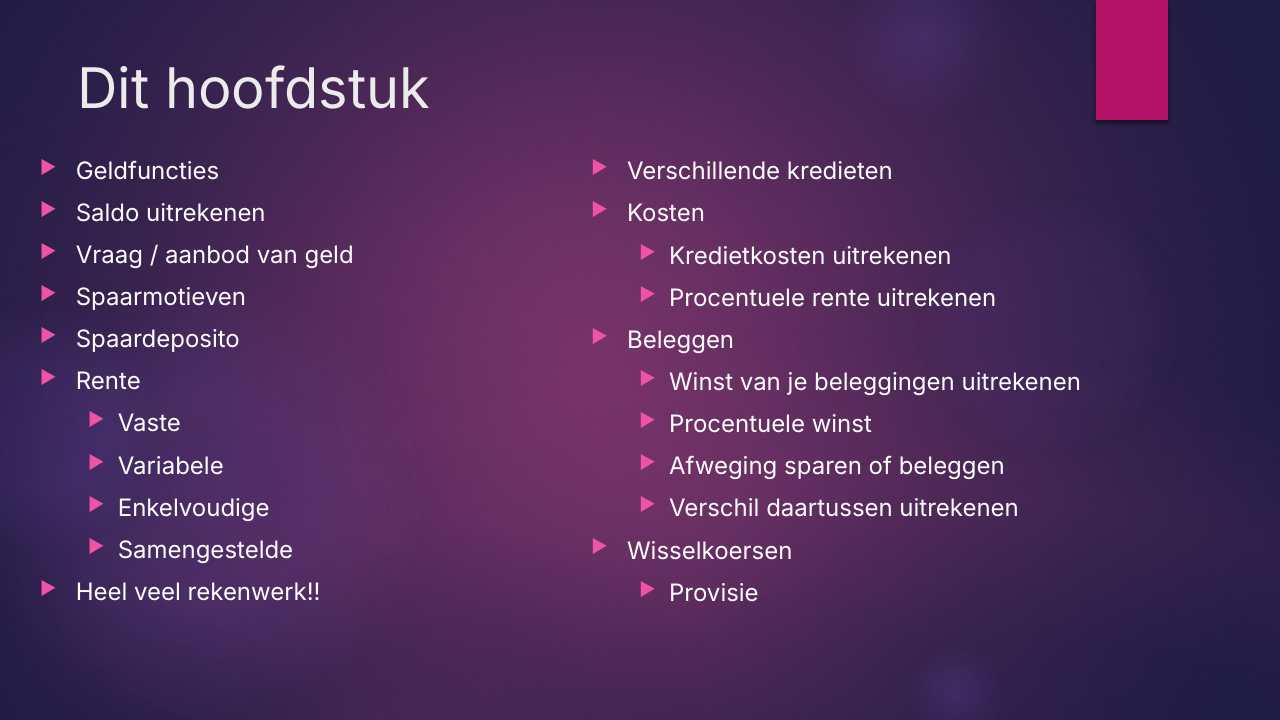 Dit hoofdstuk
Geldfuncties
Saldo uitrekenen
Vraag / aanbod van geld
Spaarmotieven
Spaardeposito
Rente
Vaste
Variabele
Enkelvoudige
Samengestelde
Heel veel rekenwerk!!
Verschillende kredieten
Kosten
Kredietkosten uitrekenen
Procentuele rente uitrekenen
Beleggen
Winst van je beleggingen uitrekenen
Procentuele winst
Afweging sparen of beleggen
Verschil daartussen uitrekenen
Wisselkoersen
Provisie